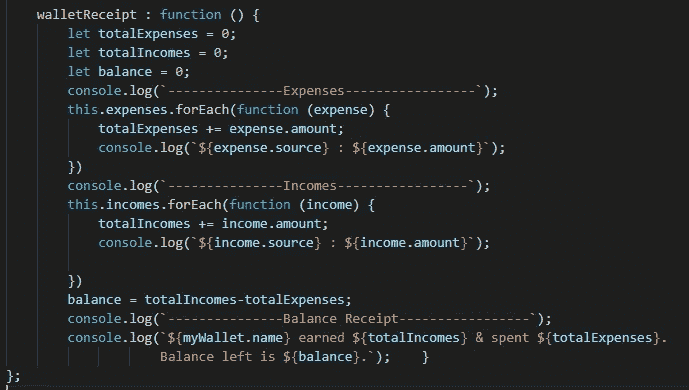 walletReceipt : function () {
let totalExpenses = 0;
let totalIncomes = 0;
let balance = 0;
console.log(`---------------Expenses-----------------`);
this.expenses.forEach(function (expense) {
totalExpenses += expense.amount;
console.log(`${expense.source} : ${expense.amount}`);
})
console.log(`---------------Incomes-----------------`);
this.incomes.forEach(function (income) {
totalIncomes += income.amount;
console.log(`${income.source} : ${income.amount}`);
})
balance = totalIncomes-totalExpenses;
console.log(`---------------Balance Receipt-----------------`);
console.log(`${myWallet.name} earned ${totalIncomes} & spent ${totalExpenses}.
Balance left is ${balance}.`); }
};